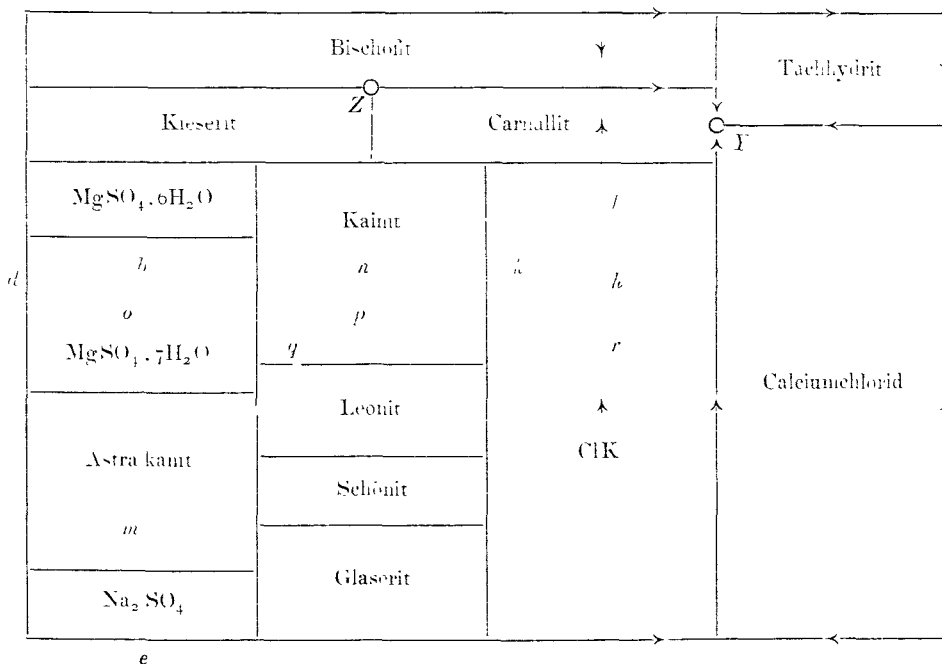 Bischofit
Tachhydrit
Z
Kieserit
Carnallit
Y
MgSO₄.6H₂O
l
Kainit
d
b
n
k
h
o
p
MgSO₄.7H₂O
q
r
Calciumchlorid
Leonit
Astrakanit
ClK
Schönit
m
Glaserit
Na₂SO₄
e